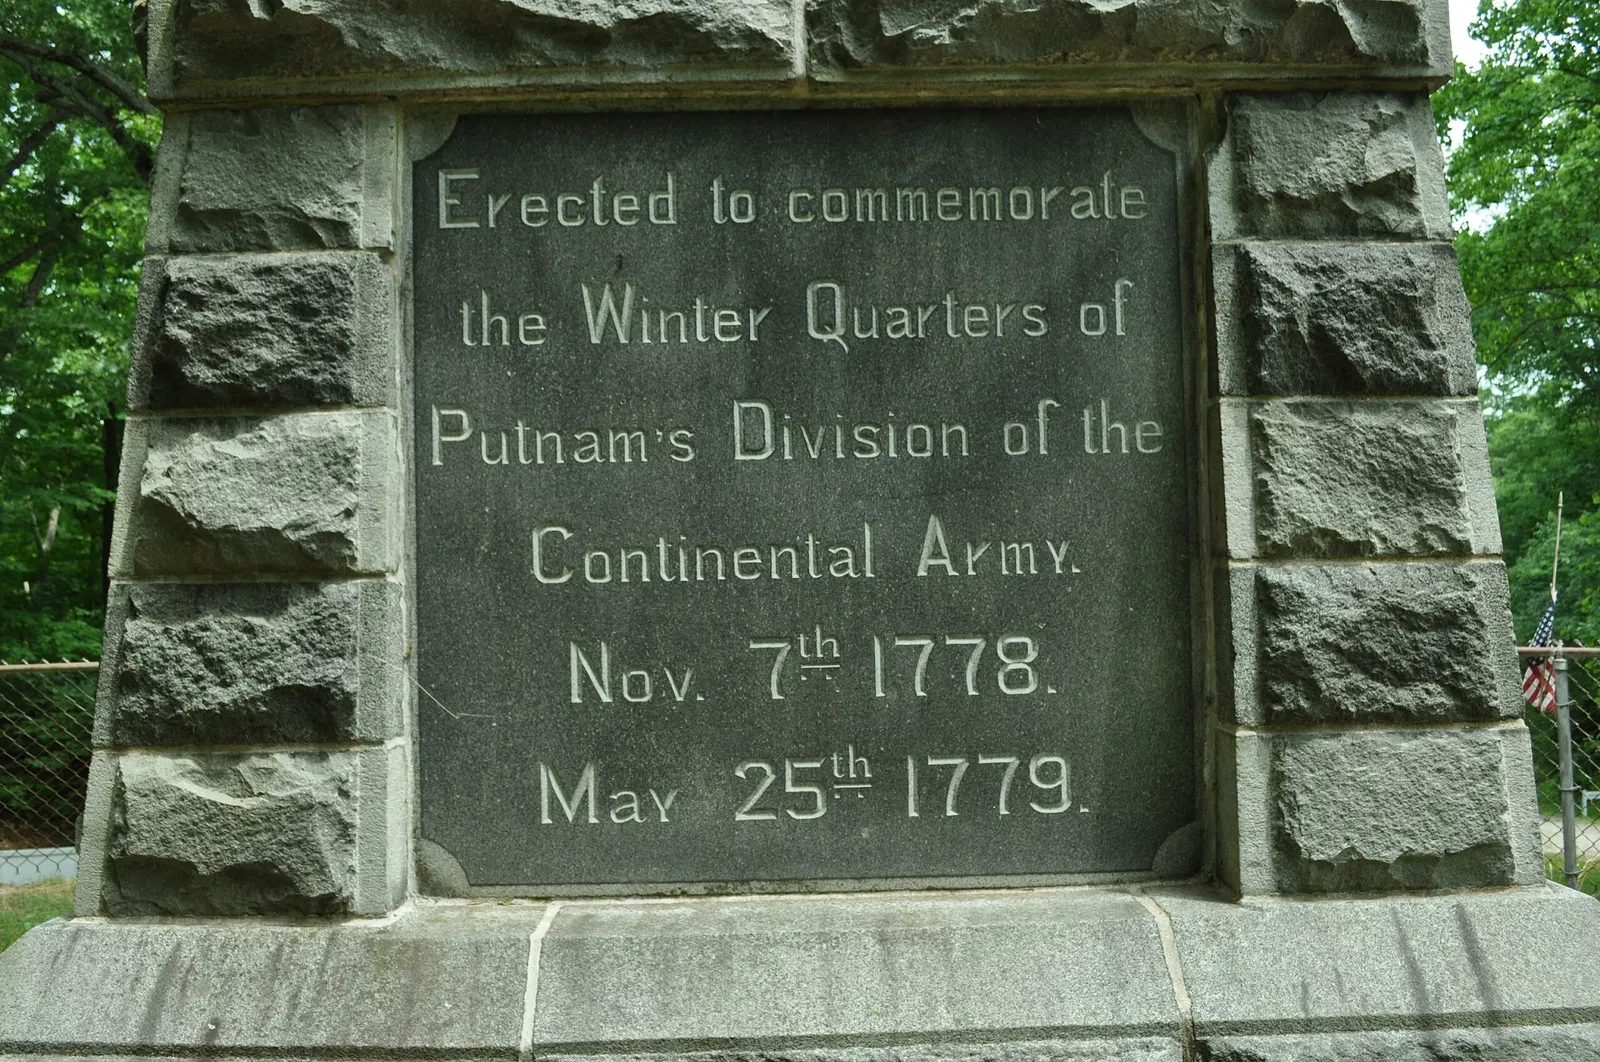 Erected to commemorate
the Winter Quarters of
Putnam's Division of the
Continental Army.
Nov. 7th 1778.
May 25th 1779.